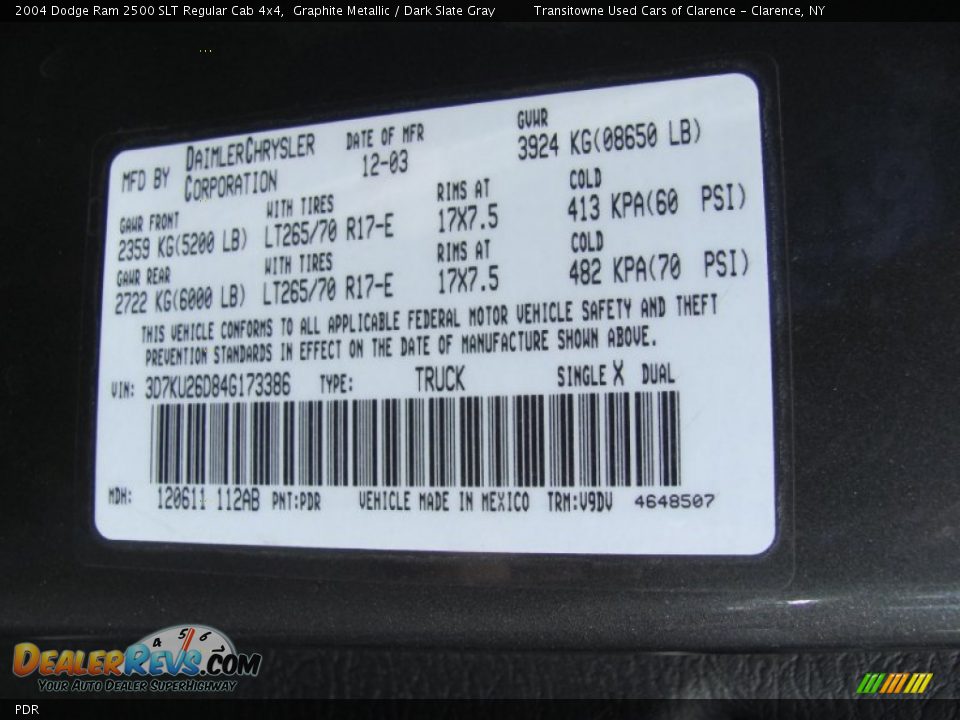 2004 Dodge Ram 2500 SLT Regular Cab 4x4,  Graphite Metallic / Dark Slate Gray    Transitowne Used Cars of Clarence - Clarence, NY
MFD BY DAIMLERCHRYSLER CORPORATION
DATE OF MFR 12-03
GVWR 3924 KG(08650 LB)
GAWR FRONT WITH TIRES RIMS AT COLD
2359 KG(5200 LB) LT265/70 R17-E 17X7.5 413 KPA(60 PSI)
GAWR REAR WITH TIRES RIMS AT COLD
2722 KG(6000 LB) LT265/70 R17-E 17X7.5 482 KPA(70 PSI)
THIS VEHICLE CONFORMS TO ALL APPLICABLE FEDERAL MOTOR VEHICLE SAFETY AND THEFT
PREVENTION STANDARDS IN EFFECT ON THE DATE OF MANUFACTURE SHOWN ABOVE.
VIN: 3D7KU26D84G173386 TYPE: TRUCK SINGLE X DUAL
MDH: 120611 112AB PNT:PDR VEHICLE MADE IN MEXICO TRM:V9DV 4648507
4 5 6
DEALERREVS.COM
YOUR AUTO DEALER SUPERHIGHWAY
PDR